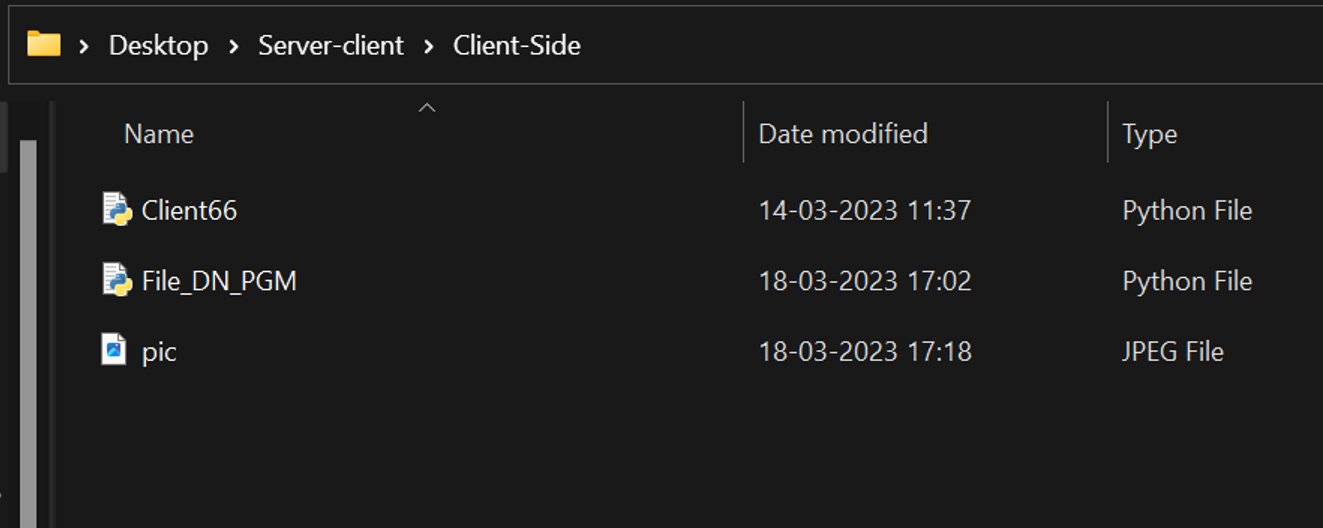 Desktop > Server-client > Client-Side
Name Date modified Type
Client66 14-03-2023 11:37 Python File
File_DN_PGM 18-03-2023 17:02 Python File
pic 18-03-2023 17:18 JPEG File